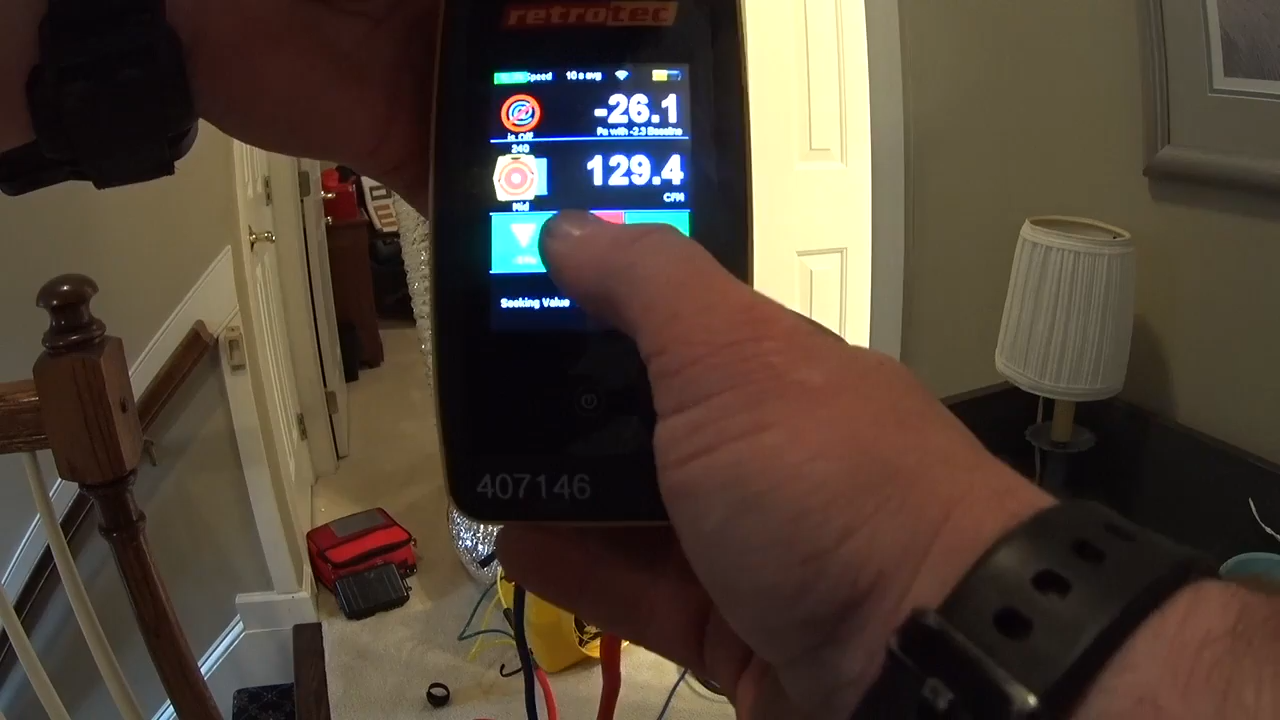 retrotec
Speed 10 s avg
-26.1
Pa with -2.3 Baseline
is Off
240
129.4
CFM
Mid
Seeking Value
407146